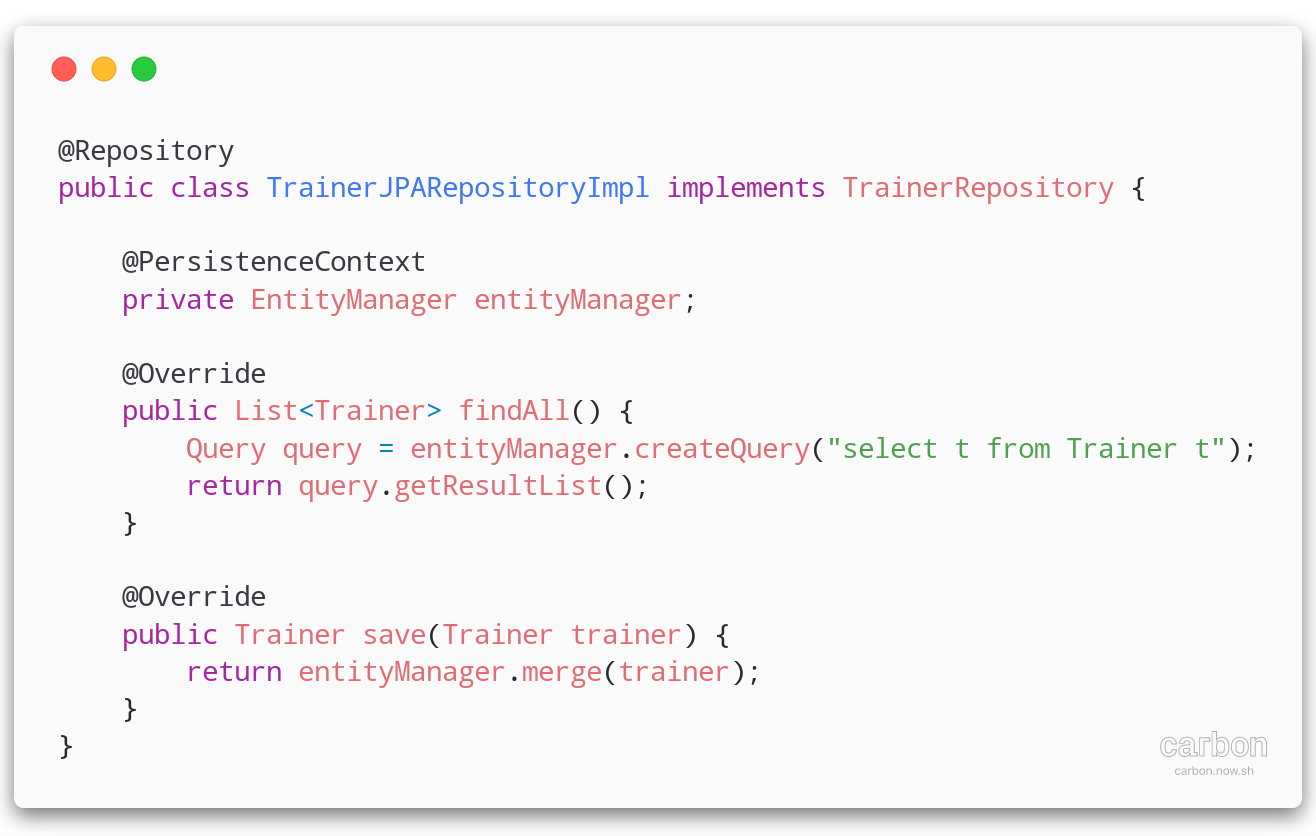 @Repository
public class TrainerJPARepositoryImpl implements TrainerRepository {
    @PersistenceContext
    private EntityManager entityManager;
    @Override
    public List<Trainer> findAll() {
        Query query = entityManager.createQuery("select t from Trainer t");
        return query.getResultList();
    }
    @Override
    public Trainer save(Trainer trainer) {
        return entityManager.merge(trainer);
    }
}
carbon
carbon.now.sh